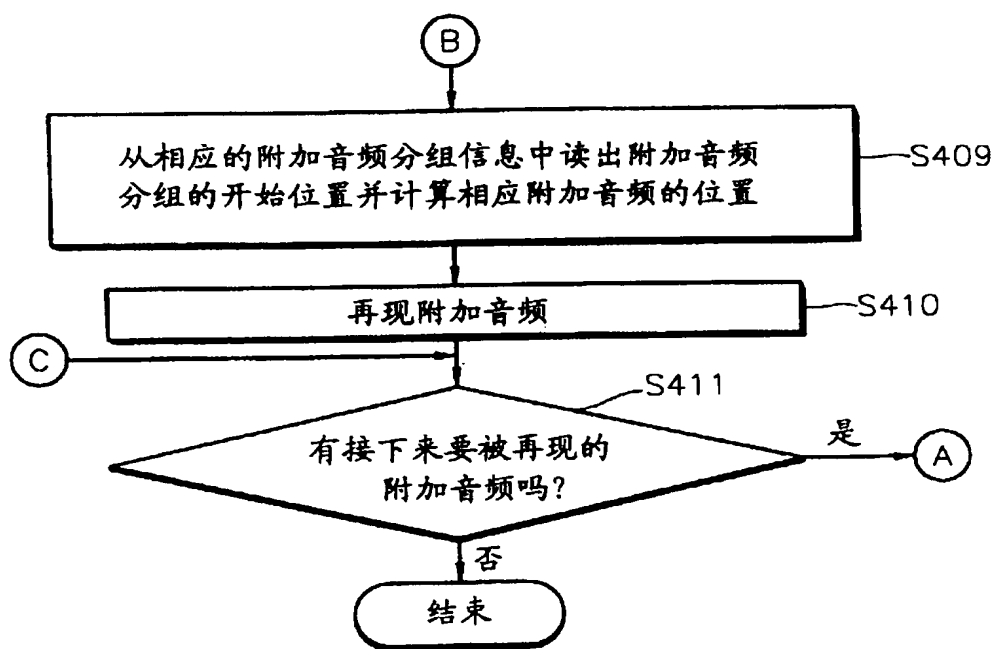 B
从相应的附加音频分组信息中读出附加音频
分组的开始位置并计算相应附加音频的位置
S409
再现附加音频
S410
C
S411
有接下来要被再现的
附加音频吗?
是
A
否
结束